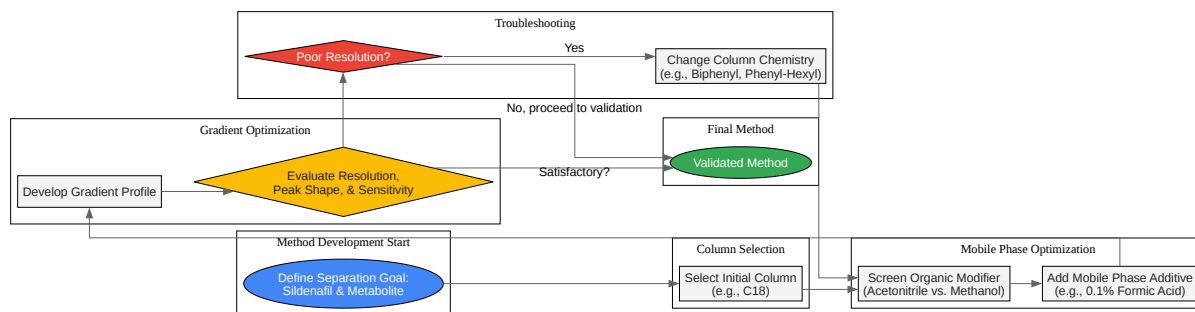 Troubleshooting
Poor Resolution?
Yes
Change Column Chemistry
(e.g., Biphenyl, Phenyl-Hexyl)
No, proceed to validation
Gradient Optimization
Develop Gradient Profile
Evaluate Resolution,
Peak Shape, & Sensitivity
Satisfactory?
Final Method
Validated Method
Method Development Start
Define Separation Goal:
Sildenafil & Metabolite
Column Selection
Select Initial Column
(e.g., C18)
Mobile Phase Optimization
Screen Organic Modifier
(Acetonitrile vs. Methanol)
Add Mobile Phase Additive
(e.g., 0.1% Formic Acid)